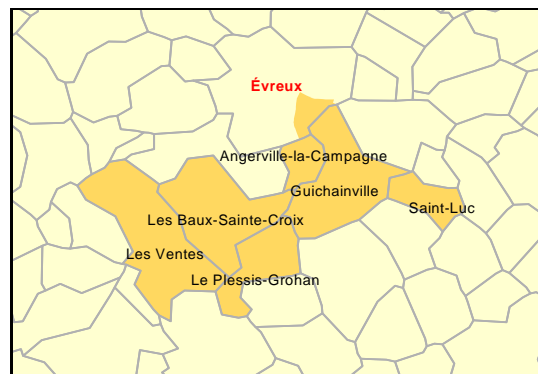 Évreux
Angerville-la-Campagne
Guichainville
Saint-Luc
Les Baux-Sainte-Croix
Les Ventes
Le Plessis-Grohan